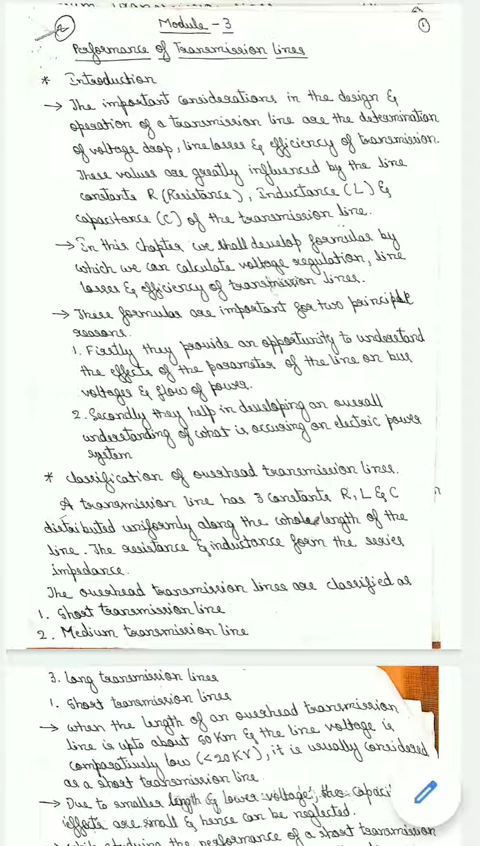 Module - 3
Performance of Transmission Lines
* Introduction
→ The important considerations in the design &
operation of a transmission line are the determination
of voltage drop, line losses & efficiency of transmission.
These values are greatly influenced by the line
constants R (Resistance), Inductance (L) &
capacitance (C) of the transmission line.
→ In this chapter we shall develop formulas by
which we can calculate voltage regulation, line
losses & efficiency of transmission lines.
→ These formulas are important for two principle
reasons.
1. Firstly they provide an opportunity to understand
the effects of the parameter of the line on bus
voltages & flow of power.
2. Secondly they help in developing an overall
understanding of what is occuring on electric power
system
* Classification of overhead transmission lines.
A transmission line has 3 constants R, L & C
distributed uniformly along the whole length of the
line. The resistance & inductance form the series
impedance.
The overhead transmission lines are classified as
1. Short transmission line
2. Medium transmission line
3. Long transmission lines
1. Short transmission lines
→ When the length of an overhead transmission
line is upto about 50 Km & the line voltage is
comparatively low (<20KV), it is usually considered
as a short transmission line.
→ Due to smaller length & lower voltage, the capaci
effects are small & hence can be neglected.
studying the performance of a short transmission